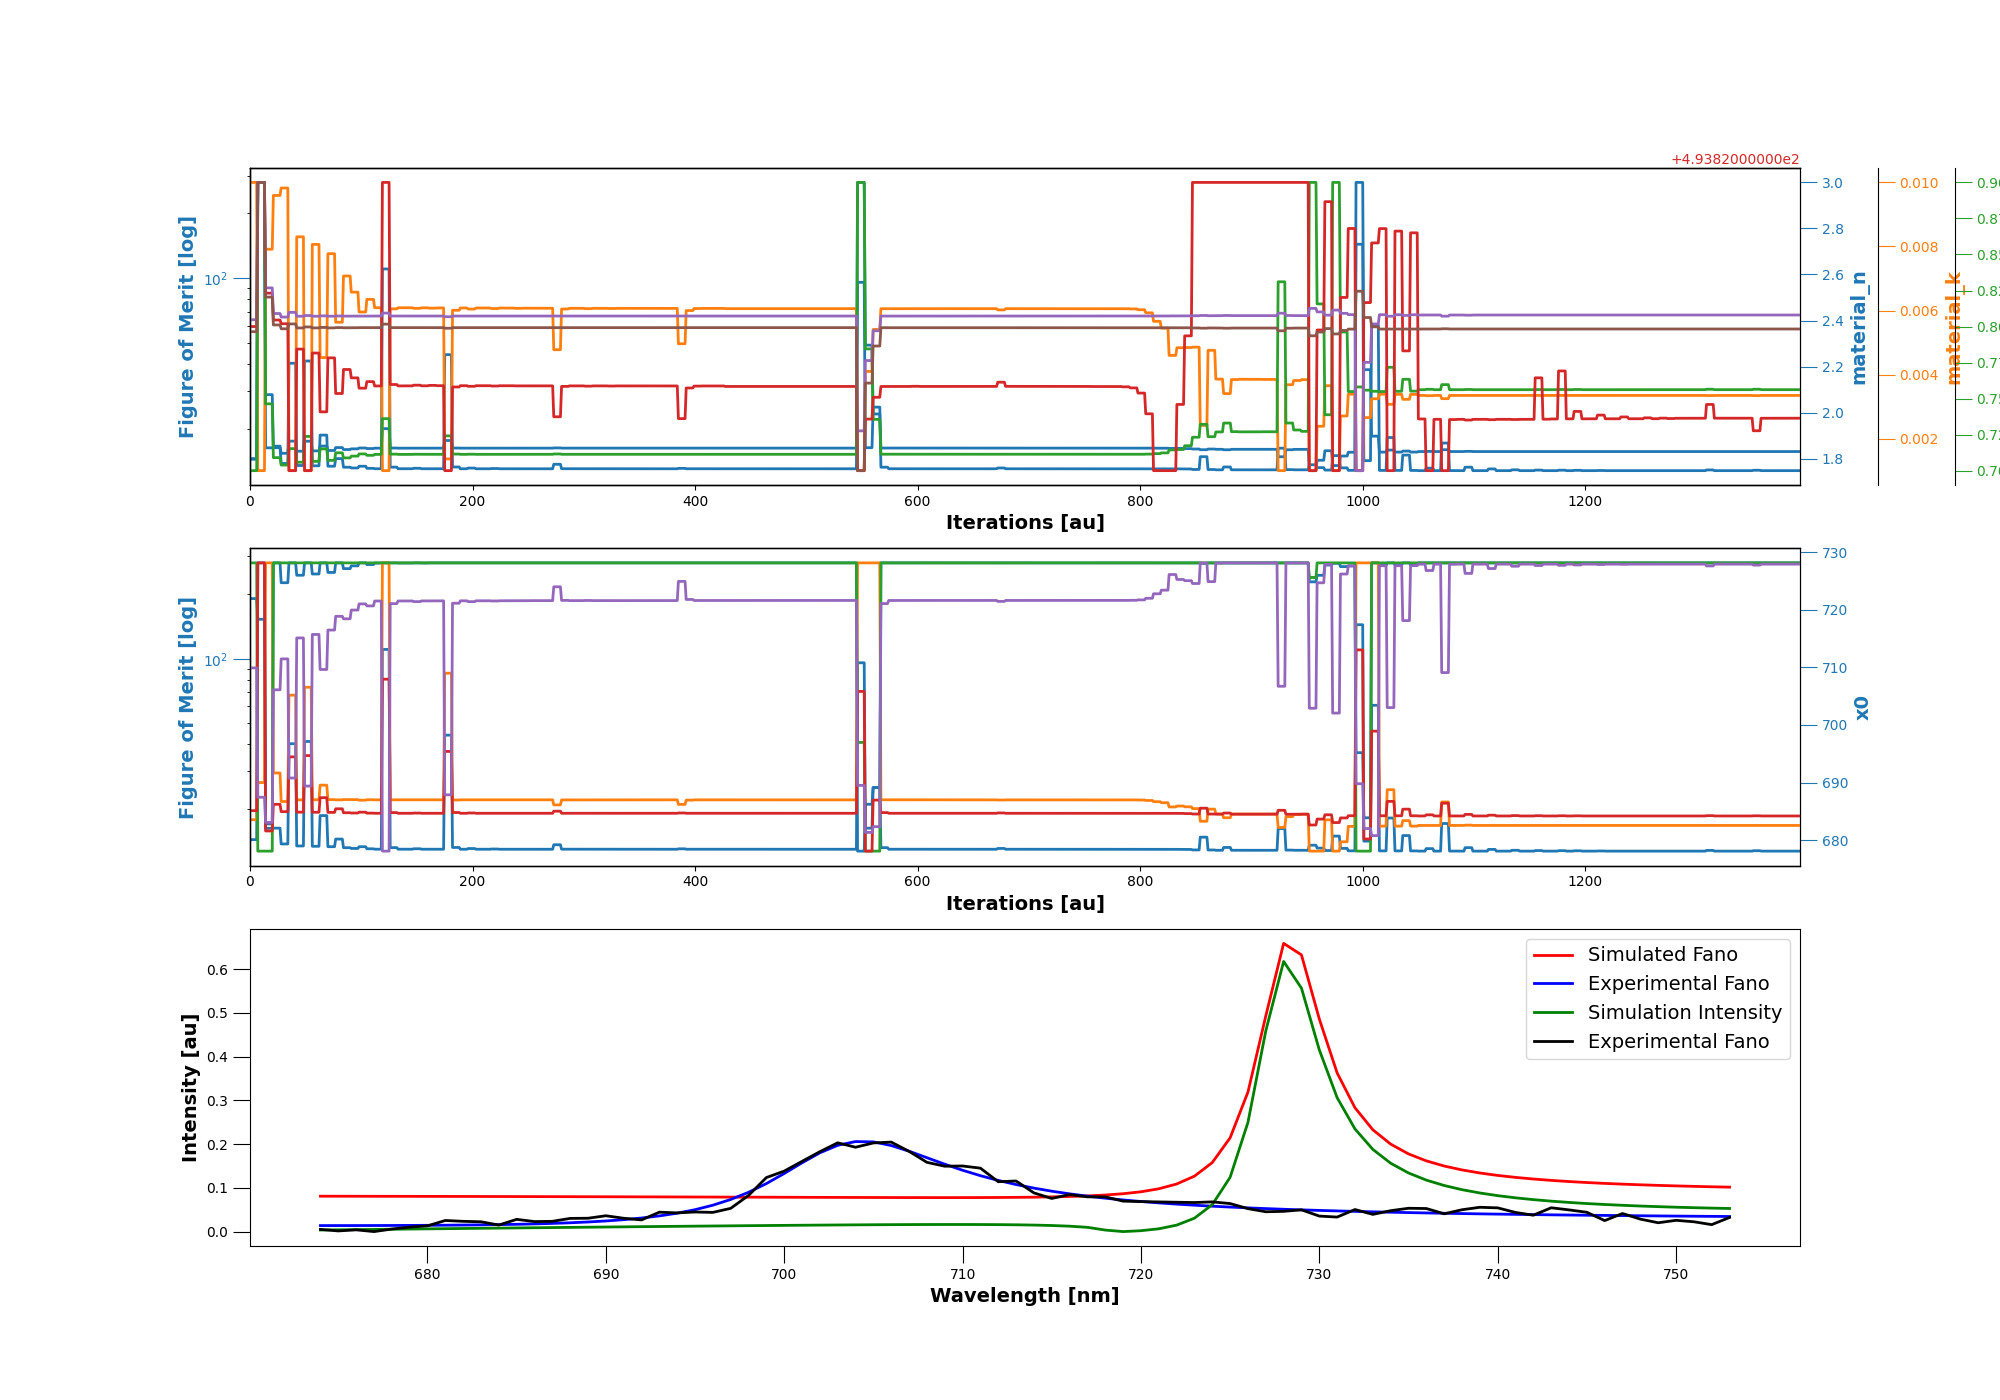 +4.9382000000e2
Figure of Merit [log]
10²
3.0
2.8
2.6
2.4
2.2
2.0
1.8
material_n
0.010
0.008
0.006
0.004
0.002
material_k
0 200 400 600 800 1000 1200
Iterations [au]
Figure of Merit [log]
10²
730
720
710
700
690
680
x0
0 200 400 600 800 1000 1200
Iterations [au]
Intensity [au]
0.6
0.5
0.4
0.3
0.2
0.1
0.0
Simulated Fano
Experimental Fano
Simulation Intensity
Experimental Fano
680 690 700 710 720 730 740 750
Wavelength [nm]